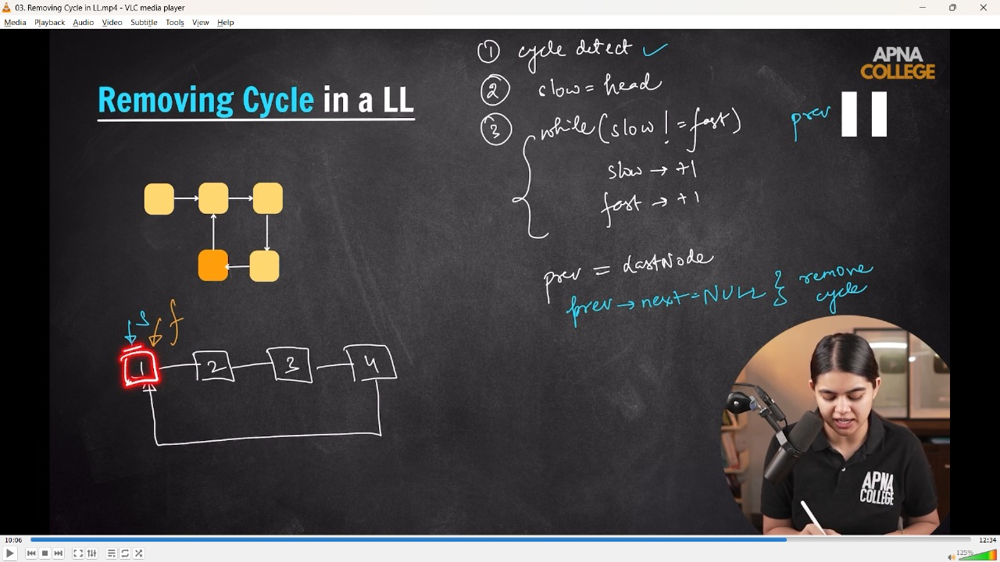 03. Removing Cycle in LL.mp4 - VLC media player
Media Playback Audio Video Subtitle Tools View Help
Removing Cycle in a LL
① cycle detect ✓
② slow = head
③ while (slow != fast)
slow → +1
fast → +1
prev = LastNode
prev → next = NULL } remove
cycle
prev
APNA
COLLEGE
s f
1 2 3 4
APNA
COLLEGE
10:06
12:34
125%